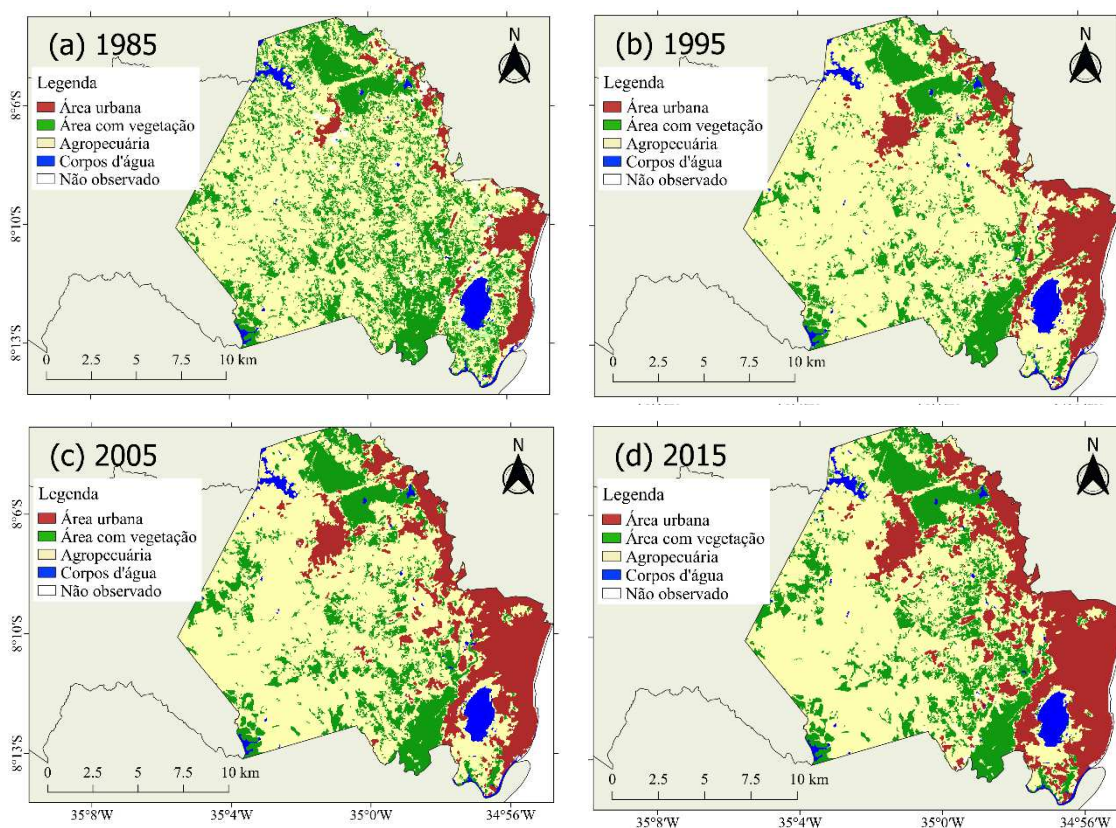 (a) 1985
N
Legenda
Área urbana
Área com vegetação
Agropecuária
Corpos d'água
Não observado
8°6'S
8°10'S
8°13'S
0 2.5 5 7.5 10 km
(b) 1995
N
Legenda
Área urbana
Área com vegetação
Agropecuária
Corpos d'água
Não observado
0 2.5 5 7.5 10 km
(c) 2005
N
Legenda
Área urbana
Área com vegetação
Agropecuária
Corpos d'água
Não observado
8°6'S
8°10'S
8°13'S
0 2.5 5 7.5 10 km
35°8'W 35°4'W 35°0'W 34°56'W
(d) 2015
N
Legenda
Área urbana
Área com vegetação
Agropecuária
Corpos d'água
Não observado
0 2.5 5 7.5 10 km
35°8'W 35°4'W 35°0'W 34°56'W